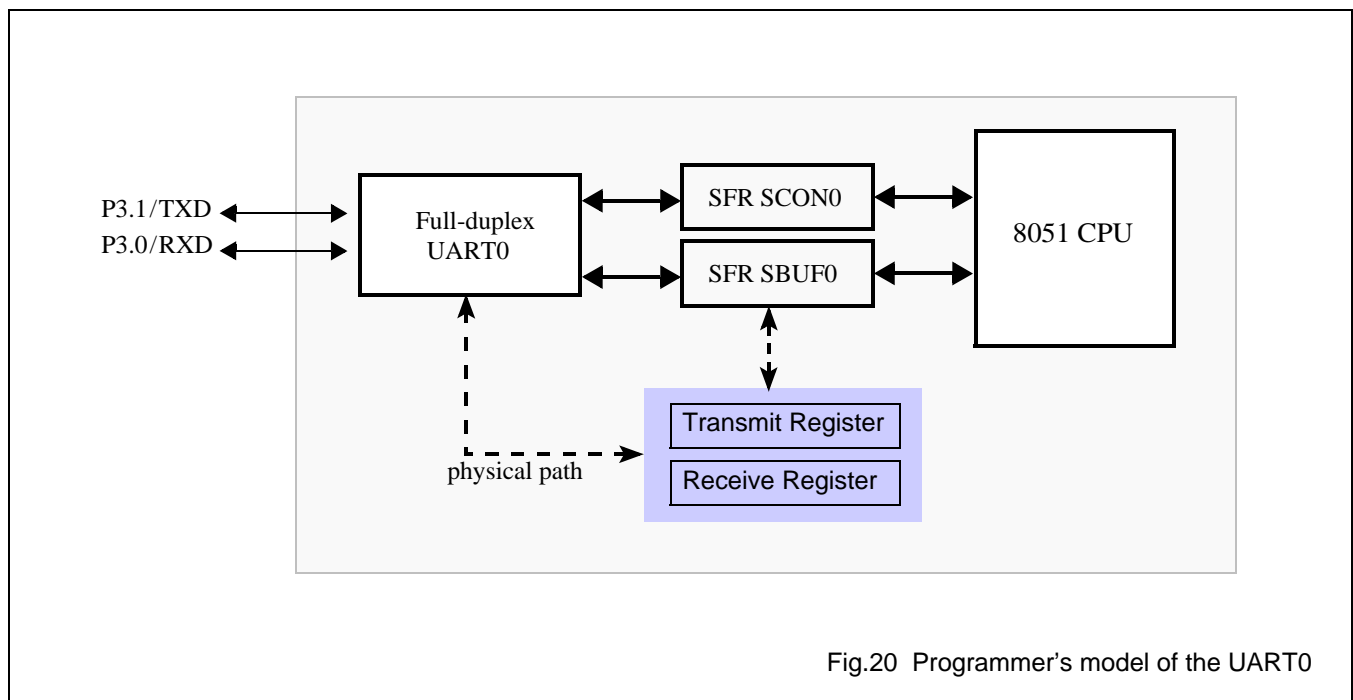 P3.1/TXD
P3.0/RXD
Full-duplex
UART0
SFR SCON0
SFR SBUF0
8051 CPU
Transmit Register
Receive Register
physical path
Fig.20 Programmer's model of the UART0